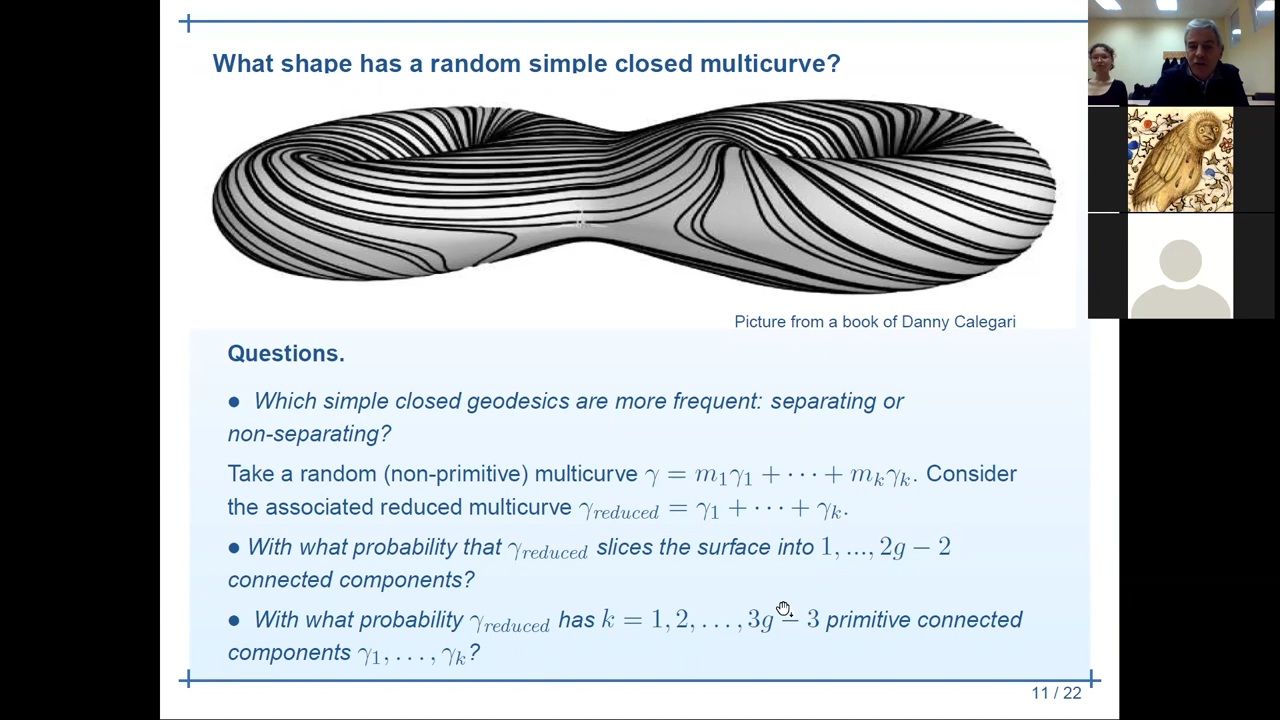 What shape has a random simple closed multicurve?
Picture from a book of Danny Calegari
Questions.
● Which simple closed geodesics are more frequent: separating or
non-separating?
Take a random (non-primitive) multicurve γ = m₁γ₁ + ··· + mₖγₖ. Consider
the associated reduced multicurve γ_reduced = γ₁ + ··· + γₖ.
● With what probability that γ_reduced slices the surface into 1, ..., 2g − 2
connected components?
● With what probability γ_reduced has k = 1, 2, . . . , 3g − 3 primitive connected
components γ₁, . . . , γₖ?
11 / 22